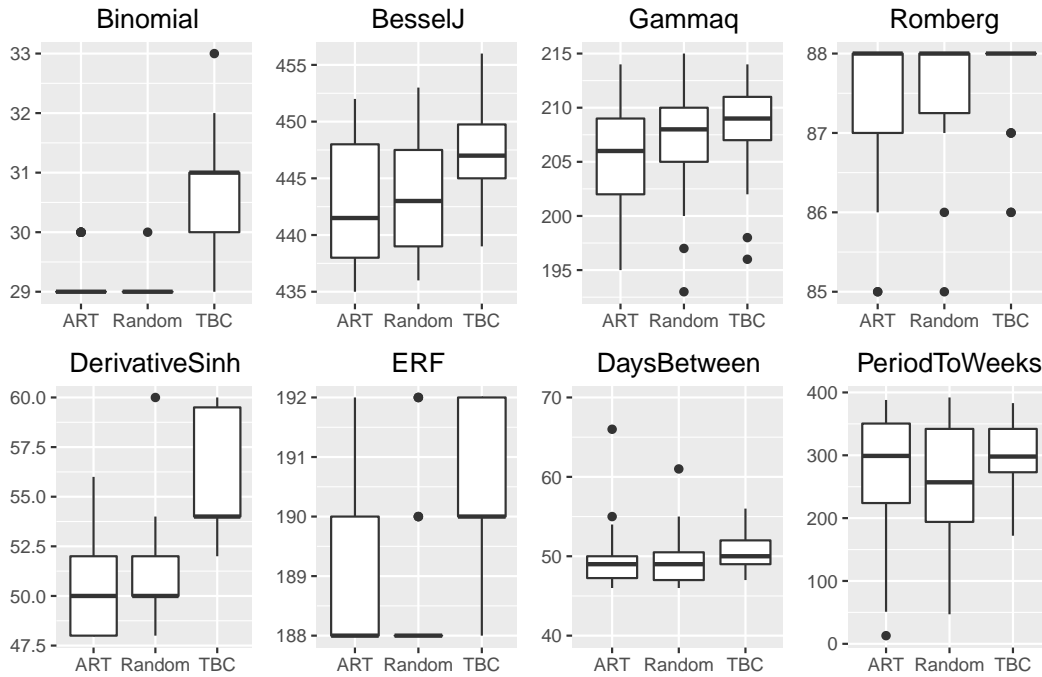 Binomial
33
32
31
30
29
ART Random TBC
BesselJ
455
450
445
440
435
ART Random TBC
Gammaq
215
210
205
200
195
ART Random TBC
Romberg
88
87
86
85
ART Random TBC
DerivativeSinh
60.0
57.5
55.0
52.5
50.0
47.5
ART Random TBC
ERF
192
191
190
189
188
ART Random TBC
DaysBetween
70
60
50
40
ART Random TBC
PeriodToWeeks
400
300
200
100
0
ART Random TBC